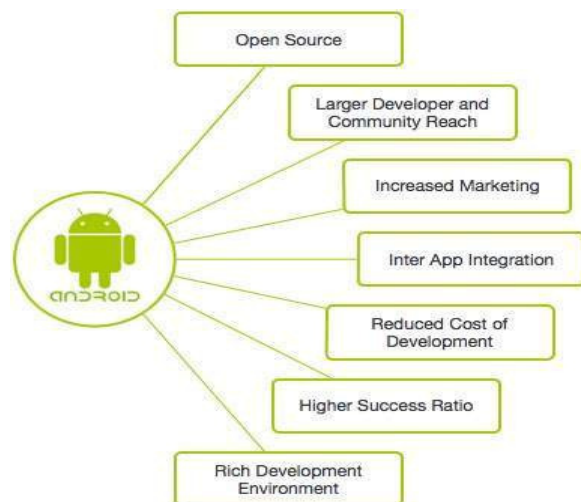 Open Source
Larger Developer and
Community Reach
Increased Marketing
Inter App Integration
ANDROID
Reduced Cost of
Development
Higher Success Ratio
Rich Development
Environment